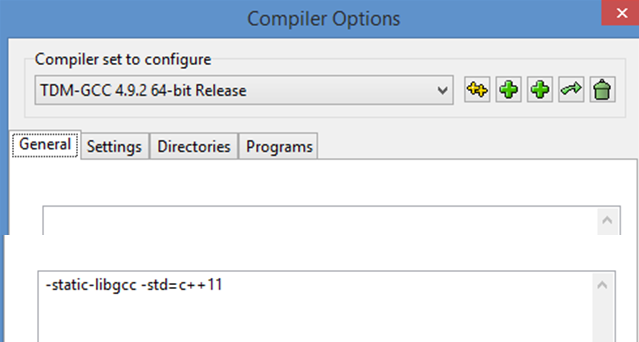 Compiler Options
Compiler set to configure
TDM-GCC 4.9.2 64-bit Release
General Settings Directories Programs
-static-libgcc -std=c++11